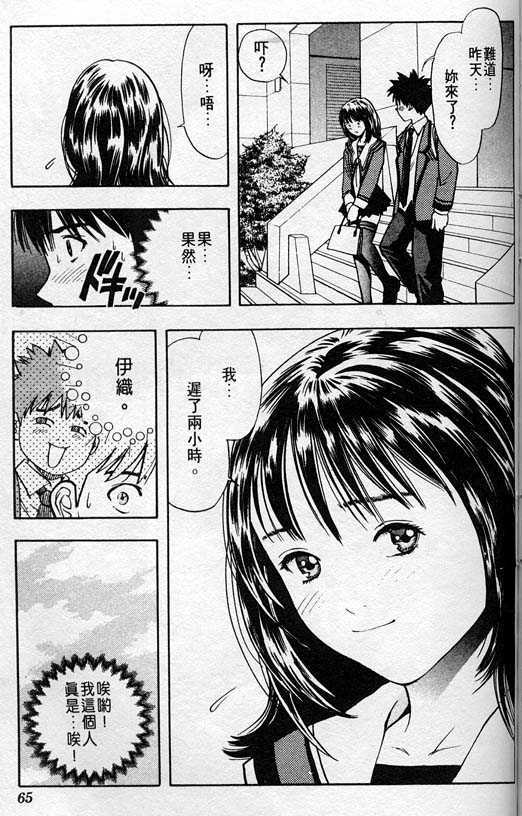 難道…
昨天…
妳來了？
吓？
呀…唔…
果…
果然…
ドキッ
我…
遲了兩小時。
伊織。
唉喲！
我這個人
真是…唉！
65